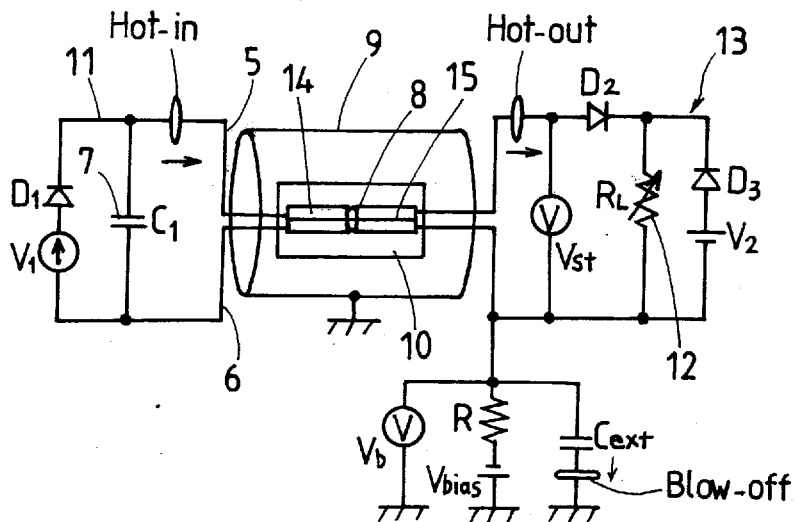 Hot-in
Hot-out
11
5
9
14
8
15
D2
13
7
D1
C1
V1
RL
D3
V2
V
Vst
10
6
12
V
Vb
R
Vbias
Cext
Blow-off